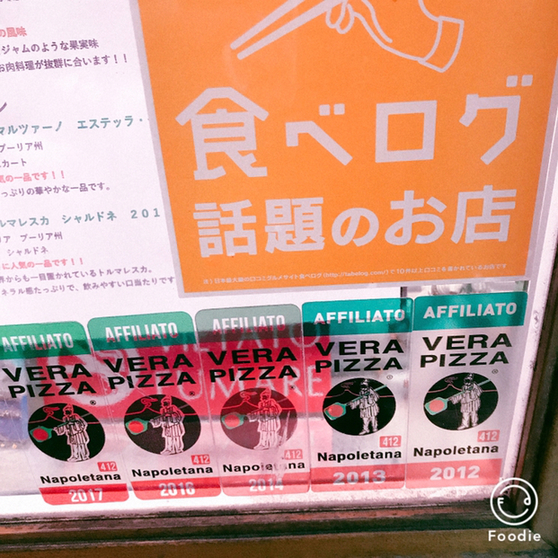 の風味
ジャムのような果実味
お肉料理が抜群に合います！！
マルツァーノ エステッラ・
プーリア州
カート
気の一品です！！
たっぷりの華やかな一品です。
ルマレスカ シャルドネ 201
リア プーリア州
シャルドネ
に人気の一品です！！
界からも一目置かれているトルマレスカ。
ネラル感たっぷりで、飲みやすい口当たりです
食べログ
話題のお店
AFFILIATO
VERA
PIZZA
412
Napoletana
2017
AFFILIATO
VERA
PIZZA
412
Napoletana
2016
AFFILIATO
VERA
PIZZA
412
Napoletana
2014
AFFILIATO
VERA
PIZZA
412
Napoletana
2013
AFFILIATO
VERA
PIZZA
412
Napoletana
2012
Foodie